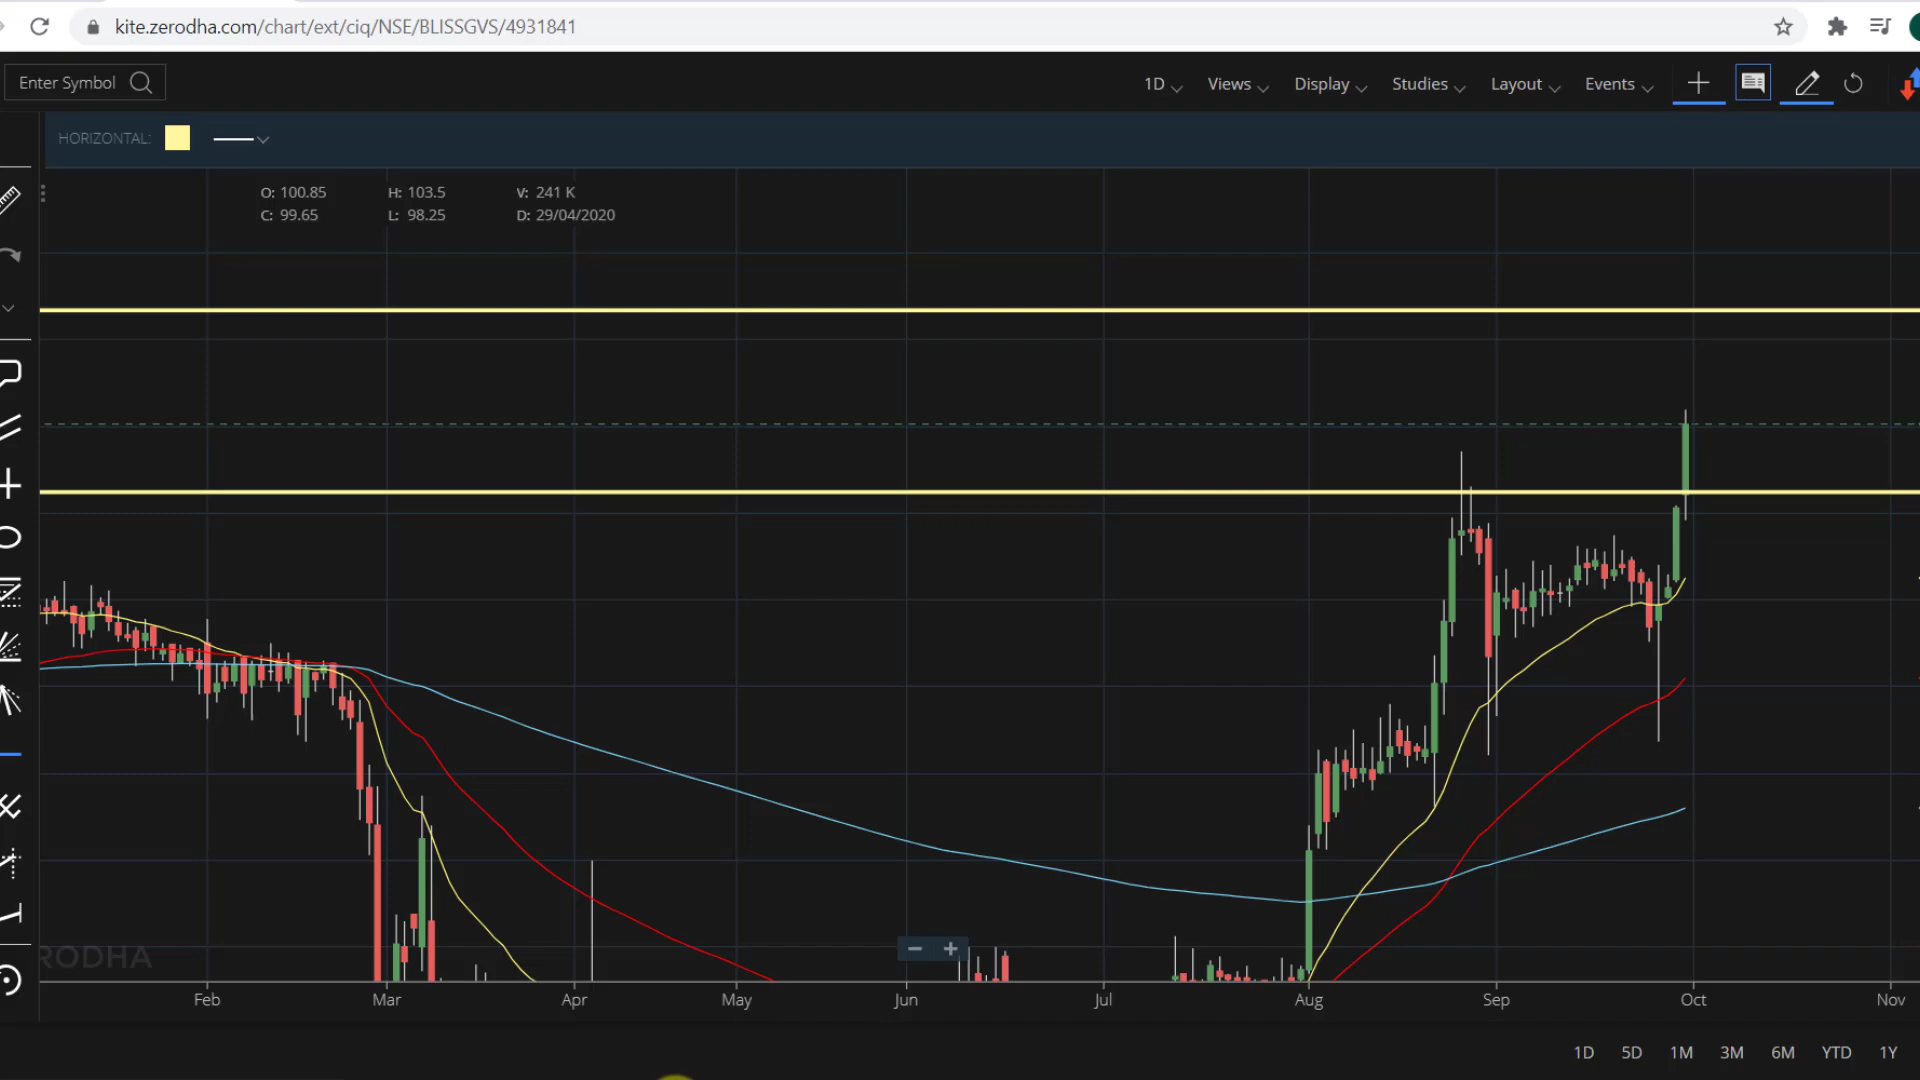 kite.zerodha.com/chart/ext/ciq/NSE/BLISSGVS/4931841
Enter Symbol
1D Views Display Studies Layout Events
HORIZONTAL:
O: 100.85 H: 103.5 V: 241 K
C: 99.65 L: 98.25 D: 29/04/2020
RODHA
Feb Mar Apr May Jun Jul Aug Sep Oct Nov
1D 5D 1M 3M 6M YTD 1Y